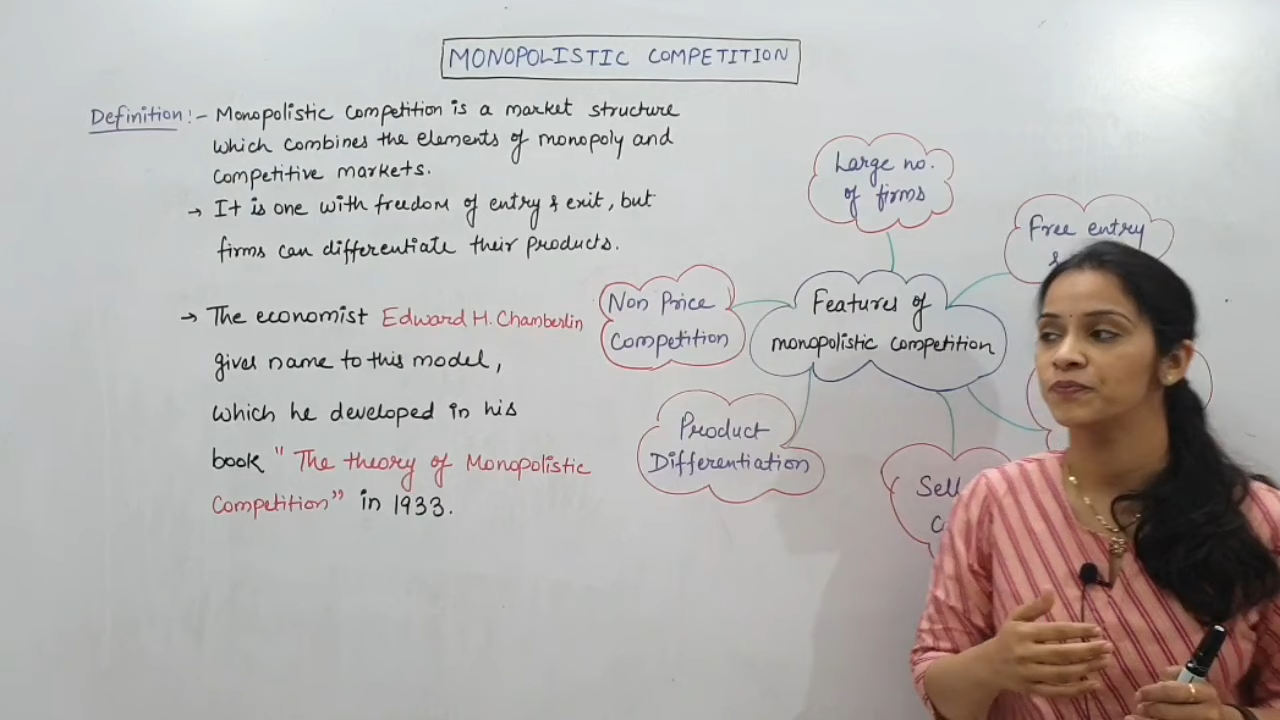 MONOPOLISTIC COMPETITION
Definition :- Monopolistic competition is a market structure
which combines the elements of monopoly and
competitive markets.
→ It is one with freedom of entry & exit, but
firms can differentiate their products.
→ The economist Edward H. Chamberlin
gives name to this model,
which he developed in his
book " The theory of Monopolistic
Competition" in 1933.
Large no.
of firms
Free entry
&
Non Price
Competition
Features of
monopolistic competition
Product
Differentiation